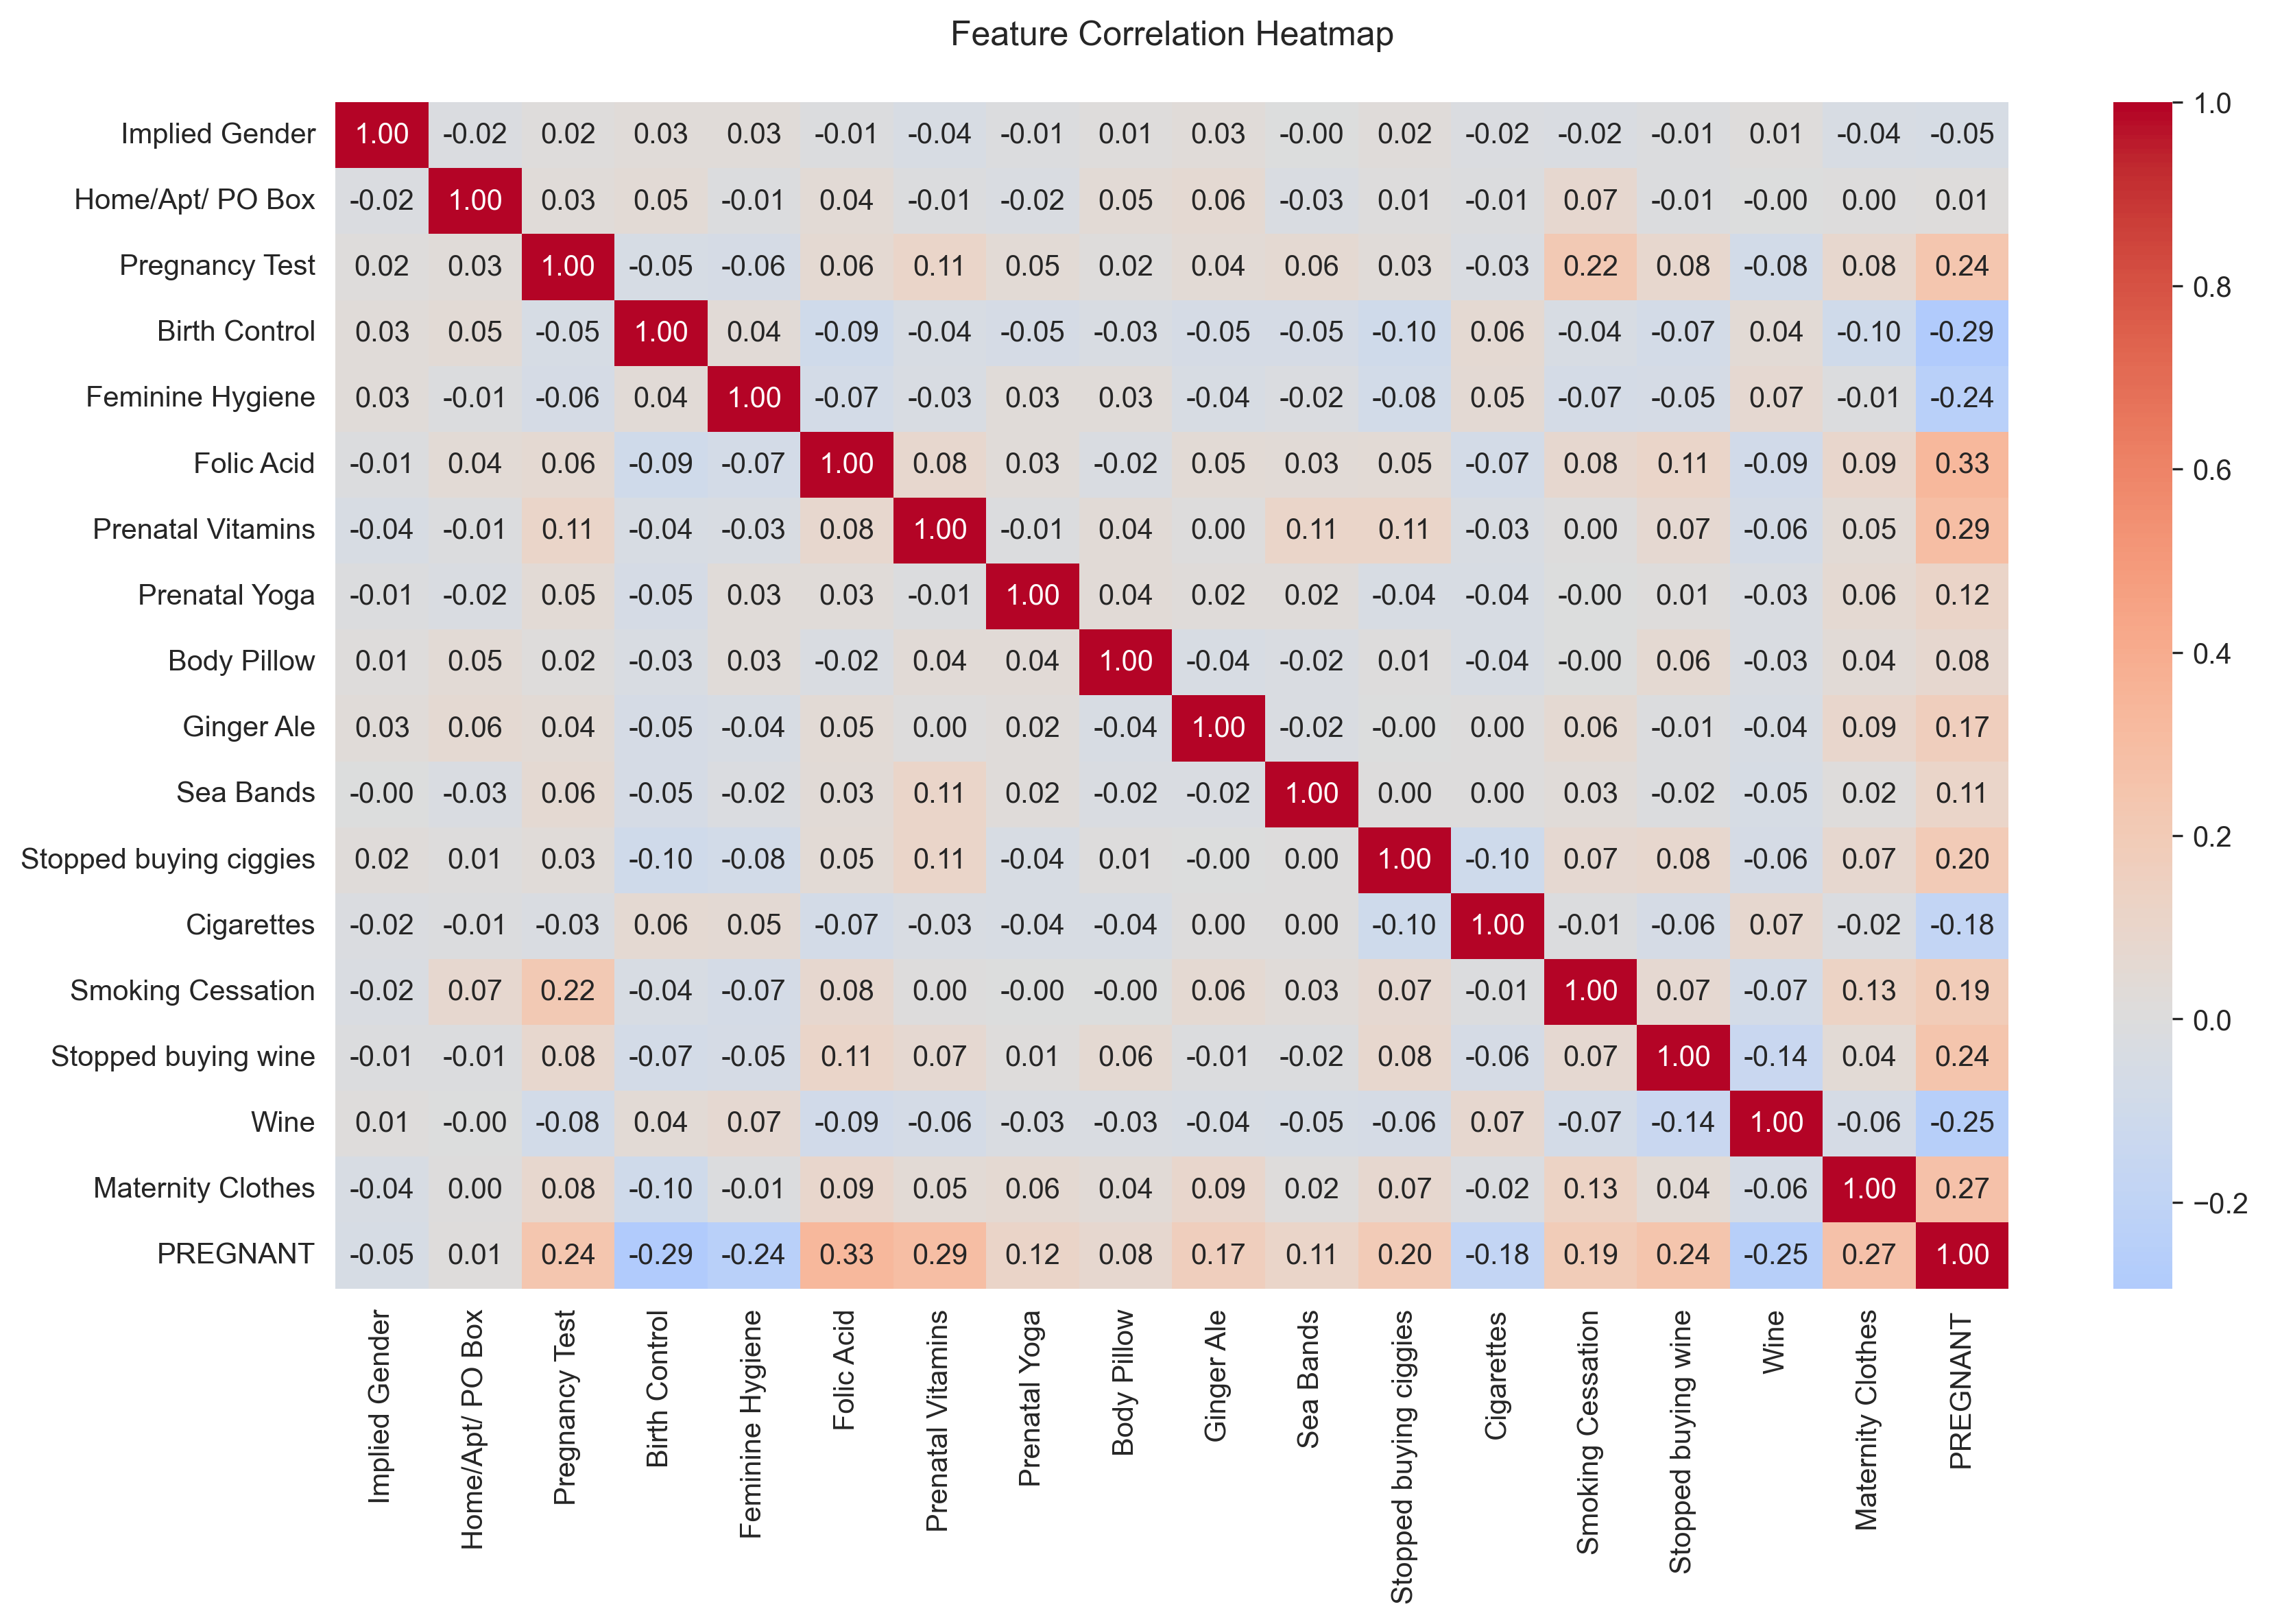 Feature Correlation Heatmap
Implied Gender 1.00 -0.02 0.02 0.03 0.03 -0.01 -0.04 -0.01 0.01 0.03 -0.00 0.02 -0.02 -0.02 -0.01 0.01 -0.04 -0.05
Home/Apt/ PO Box -0.02 1.00 0.03 0.05 -0.01 0.04 -0.01 -0.02 0.05 0.06 -0.03 0.01 -0.01 0.07 -0.01 -0.00 0.00 0.01
Pregnancy Test 0.02 0.03 1.00 -0.05 -0.06 0.06 0.11 0.05 0.02 0.04 0.06 0.03 -0.03 0.22 0.08 -0.08 0.08 0.24
Birth Control 0.03 0.05 -0.05 1.00 0.04 -0.09 -0.04 -0.05 -0.03 -0.05 -0.05 -0.10 0.06 -0.04 -0.07 0.04 -0.10 -0.29
Feminine Hygiene 0.03 -0.01 -0.06 0.04 1.00 -0.07 -0.03 0.03 0.03 -0.04 -0.02 -0.08 0.05 -0.07 -0.05 0.07 -0.01 -0.24
Folic Acid -0.01 0.04 0.06 -0.09 -0.07 1.00 0.08 0.03 -0.02 0.05 0.03 0.05 -0.07 0.08 0.11 -0.09 0.09 0.33
Prenatal Vitamins -0.04 -0.01 0.11 -0.04 -0.03 0.08 1.00 -0.01 0.04 0.00 0.11 0.11 -0.03 0.00 0.07 -0.06 0.05 0.29
Prenatal Yoga -0.01 -0.02 0.05 -0.05 0.03 0.03 -0.01 1.00 0.04 0.02 0.02 -0.04 -0.04 -0.00 0.01 -0.03 0.06 0.12
Body Pillow 0.01 0.05 0.02 -0.03 0.03 -0.02 0.04 0.04 1.00 -0.04 -0.02 0.01 -0.04 -0.00 0.06 -0.03 0.04 0.08
Ginger Ale 0.03 0.06 0.04 -0.05 -0.04 0.05 0.00 0.02 -0.04 1.00 -0.02 -0.00 0.00 0.06 -0.01 -0.04 0.09 0.17
Sea Bands -0.00 -0.03 0.06 -0.05 -0.02 0.03 0.11 0.02 -0.02 -0.02 1.00 0.00 0.00 0.03 -0.02 -0.05 0.02 0.11
Stopped buying ciggies 0.02 0.01 0.03 -0.10 -0.08 0.05 0.11 -0.04 0.01 -0.00 0.00 1.00 -0.10 0.07 0.08 -0.06 0.07 0.20
Cigarettes -0.02 -0.01 -0.03 0.06 0.05 -0.07 -0.03 -0.04 -0.04 0.00 0.00 -0.10 1.00 -0.01 -0.06 0.07 -0.02 -0.18
Smoking Cessation -0.02 0.07 0.22 -0.04 -0.07 0.08 0.00 -0.00 -0.00 0.06 0.03 0.07 -0.01 1.00 0.07 -0.07 0.13 0.19
Stopped buying wine -0.01 -0.01 0.08 -0.07 -0.05 0.11 0.07 0.01 0.06 -0.01 -0.02 0.08 -0.06 0.07 1.00 -0.14 0.04 0.24
Wine 0.01 -0.00 -0.08 0.04 0.07 -0.09 -0.06 -0.03 -0.03 -0.04 -0.05 -0.06 0.07 -0.07 -0.14 1.00 -0.06 -0.25
Maternity Clothes -0.04 0.00 0.08 -0.10 -0.01 0.09 0.05 0.06 0.04 0.09 0.02 0.07 -0.02 0.13 0.04 -0.06 1.00 0.27
PREGNANT -0.05 0.01 0.24 -0.29 -0.24 0.33 0.29 0.12 0.08 0.17 0.11 0.20 -0.18 0.19 0.24 -0.25 0.27 1.00
Implied Gender
Home/Apt/ PO Box
Pregnancy Test
Birth Control
Feminine Hygiene
Folic Acid
Prenatal Vitamins
Prenatal Yoga
Body Pillow
Ginger Ale
Sea Bands
Stopped buying ciggies
Cigarettes
Smoking Cessation
Stopped buying wine
Wine
Maternity Clothes
PREGNANT
1.0
0.8
0.6
0.4
0.2
0.0
−0.2